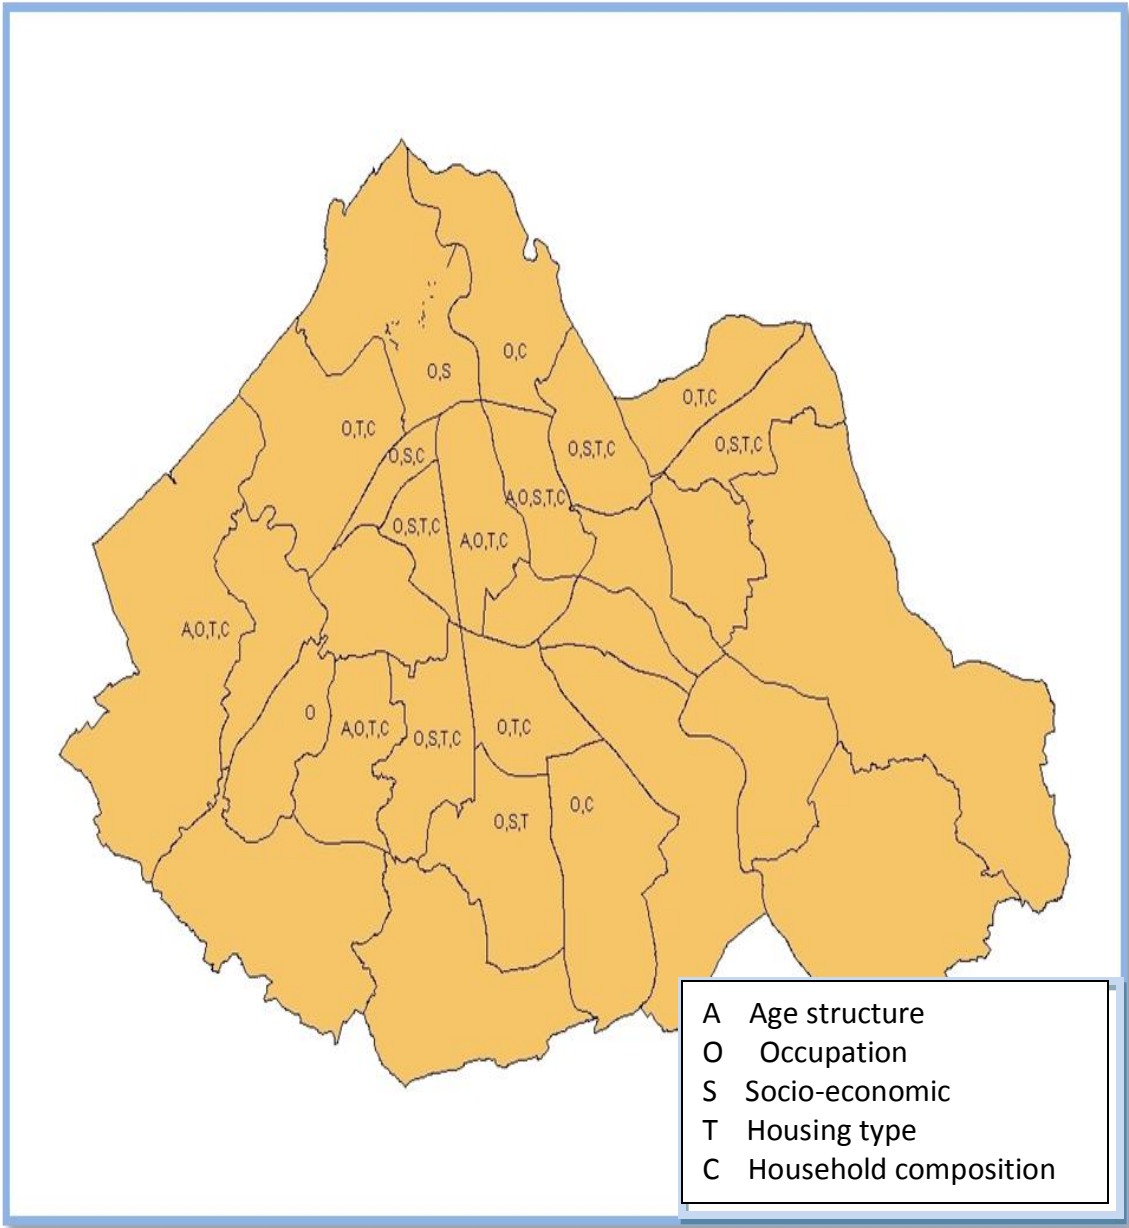 O,C
O,S
O,T,C
O,T,C
O,S,T,C
O,S,T,C
O,S,C
A,O,S,T,C
O,S,T,C
A,O,T,C
A,O,T,C
O
A,O,T,C
O,S,T,C
O,T,C
O,C
O,S,T
A Age structure
O Occupation
S Socio-economic
T Housing type
C Household composition